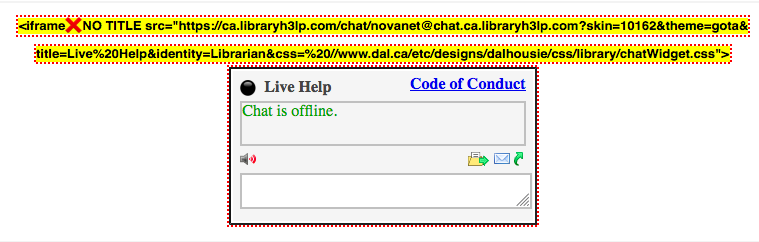 <iframe❌NO TITLE src="https://ca.libraryh3lp.com/chat/novanet@chat.ca.libraryh3lp.com?skin=10162&theme=gota&
title=Live%20Help&identity=Librarian&css=%20//www.dal.ca/etc/designs/dalhousie/css/library/chatWidget.css">
Live Help Code of Conduct
Chat is offline.